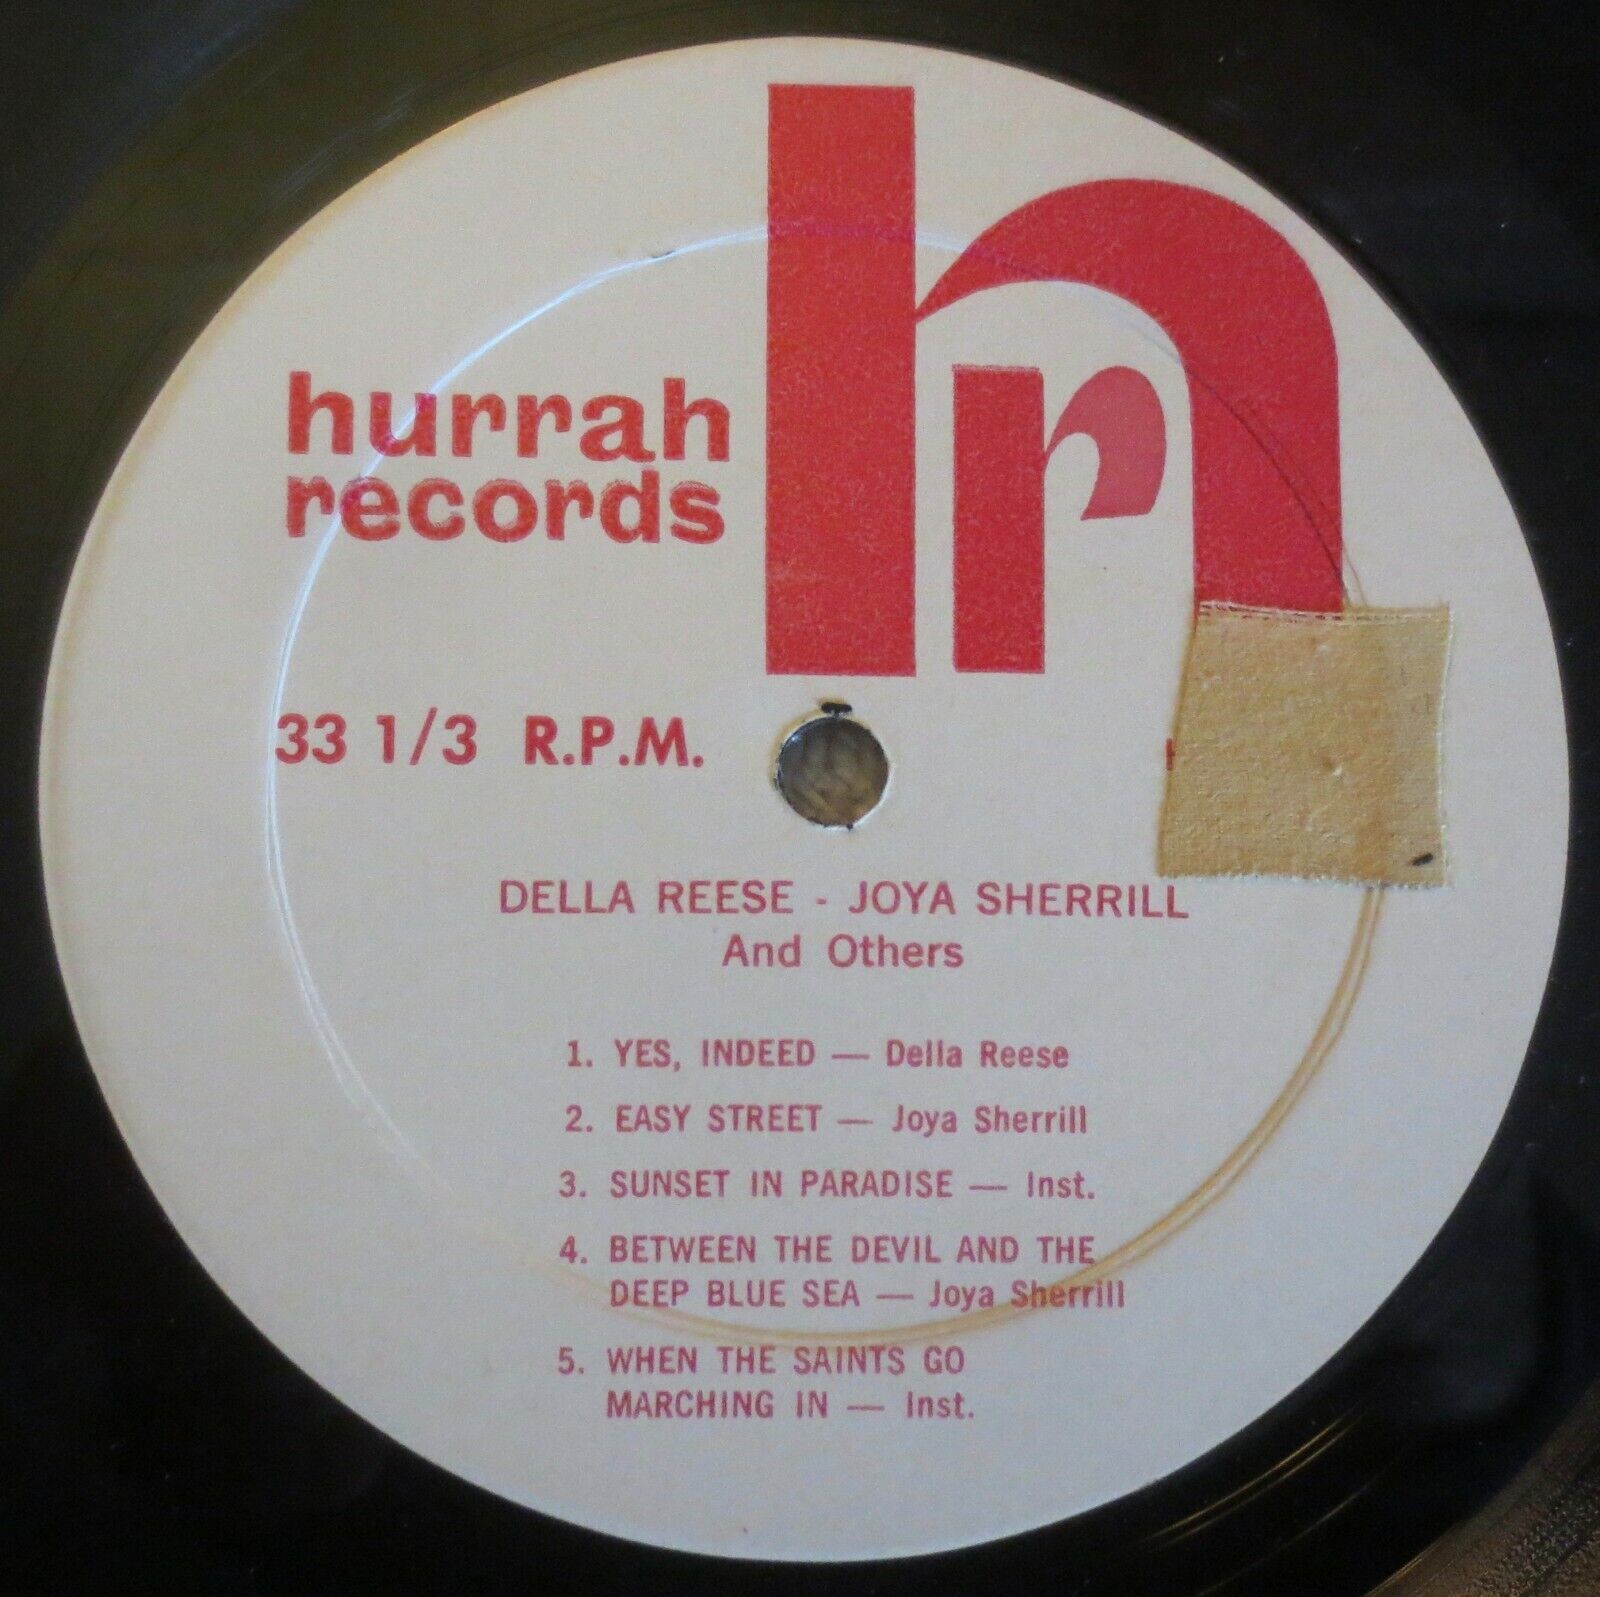 hr
hurrah
records
33 1/3 R.P.M.
DELLA REESE - JOYA SHERRILL
And Others
1. YES, INDEED — Della Reese
2. EASY STREET — Joya Sherrill
3. SUNSET IN PARADISE — Inst.
4. BETWEEN THE DEVIL AND THE
DEEP BLUE SEA — Joya Sherrill
5. WHEN THE SAINTS GO
MARCHING IN — Inst.